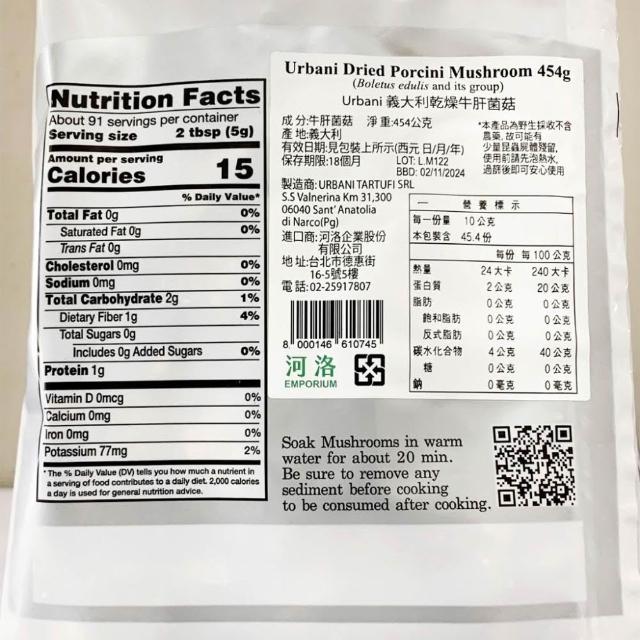 Nutrition Facts
About 91 servings per container
Serving size 2 tbsp (5g)
Amount per serving
Calories 15
% Daily Value*
Total Fat 0g 0%
Saturated Fat 0g 0%
Trans Fat 0g
Cholesterol 0mg 0%
Sodium 0mg 0%
Total Carbohydrate 2g 1%
Dietary Fiber 1g 4%
Total Sugars 0g
Includes 0g Added Sugars 0%
Protein 1g
Vitamin D 0mcg 0%
Calcium 0mg 0%
Iron 0mg 0%
Potassium 77mg 2%
* The % Daily Value (DV) tells you how much a nutrient in
a serving of food contributes to a daily diet. 2,000 calories
a day is used for general nutrition advice.
Urbani Dried Porcini Mushroom 454g
(Boletus edulis and its group)
Urbani 義大利乾燥牛肝菌菇
成 分:牛肝菌菇 淨 重:454公克
產 地:義大利
有效日期:見包裝上所示(西元 日/月/年)
保存期限:18個月 LOT: L.M122
BBD: 02/11/2024
*本產品為野生採收不含
農藥, 故可能有
少量昆蟲屍體殘留,
使用前請先泡熱水,
過篩後即可安心使用
製造商:URBANI TARTUFI SRL
S.S Valnerina Km 31,300
06040 Sant' Anatolia
di Narco(Pg)
進口商:河洛企業股份
有限公司
地 址:台北市德惠街
16-5號5樓
電 話:02-25917807
營 養 標 示
每一份量 10 公克
本包裝含 45.4 份
每份 每 100 公克
熱量 24 大卡 240 大卡
蛋白質 2 公克 20 公克
脂肪 0 公克 0 公克
飽和脂肪 0 公克 0 公克
反式脂肪 0 公克 0 公克
碳水化合物 4 公克 40 公克
糖 0 公克 0 公克
鈉 0 毫克 0 毫克
8 000146 610745
河洛
EMPORIUM
Soak Mushrooms in warm
water for about 20 min.
Be sure to remove any
sediment before cooking
to be consumed after cooking.